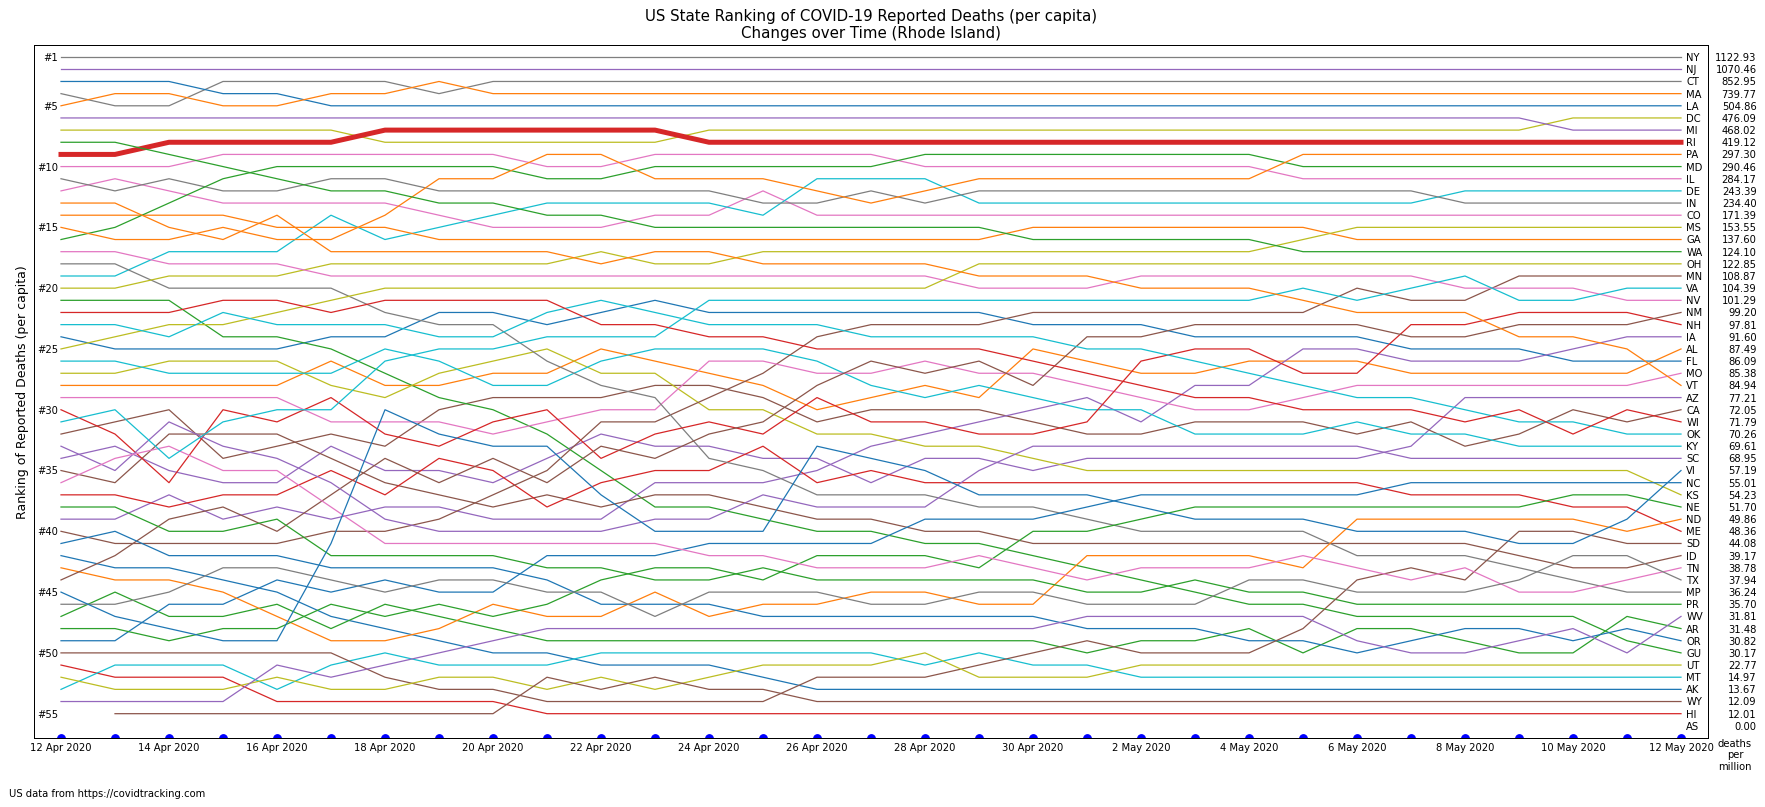 US State Ranking of COVID-19 Reported Deaths (per capita)
Changes over Time (Rhode Island)
Ranking of Reported Deaths (per capita)
#1
#5
#10
#15
#20
#25
#30
#35
#40
#45
#50
#55
NY 1122.93
NJ 1070.46
CT 852.95
MA 739.77
LA 504.86
DC 476.09
MI 468.02
RI 419.12
PA 297.30
MD 290.46
IL 284.17
DE 243.39
IN 234.40
CO 171.39
MS 153.55
GA 137.60
WA 124.10
OH 122.85
MN 108.87
VA 104.39
NV 101.29
NM 99.20
NH 97.81
IA 91.60
AL 87.49
FL 86.09
MO 85.38
VT 84.94
AZ 77.21
CA 72.05
WI 71.79
OK 70.26
KY 69.61
SC 68.95
VI 57.19
NC 55.01
KS 54.23
NE 51.70
ND 49.86
ME 48.36
SD 44.08
ID 39.17
TN 38.78
TX 37.94
MP 36.24
PR 35.70
WV 31.81
AR 31.48
OR 30.82
GU 30.17
UT 22.77
MT 14.97
AK 13.67
WY 12.09
HI 12.01
AS 0.00
12 Apr 2020 14 Apr 2020 16 Apr 2020 18 Apr 2020 20 Apr 2020 22 Apr 2020 24 Apr 2020 26 Apr 2020 28 Apr 2020 30 Apr 2020 2 May 2020 4 May 2020 6 May 2020 8 May 2020 10 May 2020 12 May 2020
deaths
per
million
US data from https://covidtracking.com